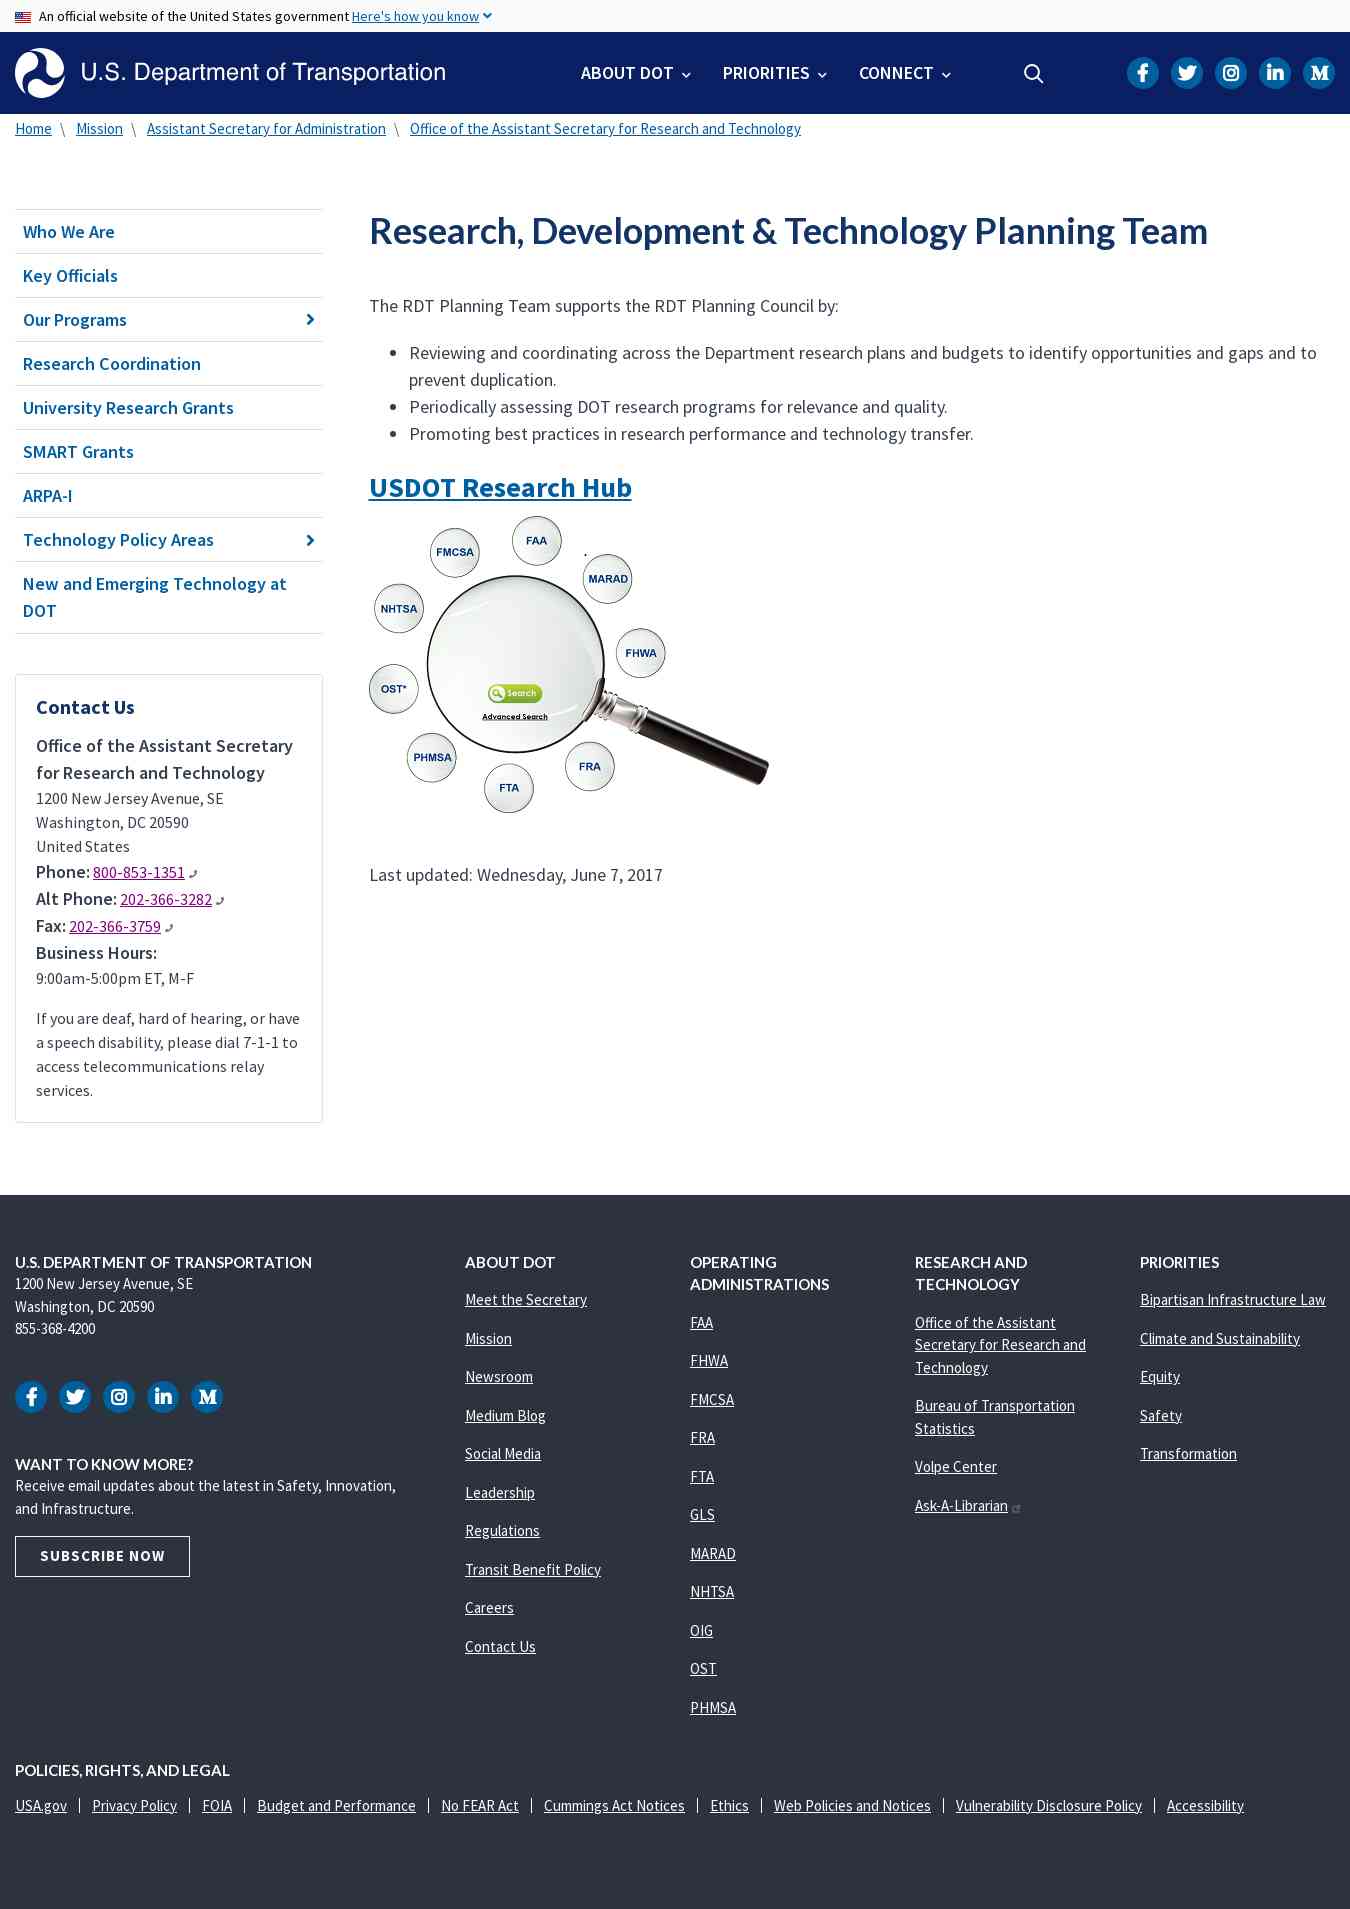 An official website of the United States government Here's how you know
U.S. Department of Transportation
ABOUT DOT
PRIORITIES
CONNECT
Home \ Mission \ Assistant Secretary for Administration \ Office of the Assistant Secretary for Research and Technology
Who We Are
Key Officials
Our Programs
Research Coordination
University Research Grants
SMART Grants
ARPA-I
Technology Policy Areas
New and Emerging Technology at
DOT
Contact Us
Office of the Assistant Secretary
for Research and Technology
1200 New Jersey Avenue, SE
Washington, DC 20590
United States
Phone: 800-853-1351
Alt Phone: 202-366-3282
Fax: 202-366-3759
Business Hours:
9:00am-5:00pm ET, M-F
If you are deaf, hard of hearing, or have
a speech disability, please dial 7-1-1 to
access telecommunications relay
services.
Research, Development & Technology Planning Team
The RDT Planning Team supports the RDT Planning Council by:
• Reviewing and coordinating across the Department research plans and budgets to identify opportunities and gaps and to
prevent duplication.
• Periodically assessing DOT research programs for relevance and quality.
• Promoting best practices in research performance and technology transfer.
USDOT Research Hub
FAA
FMCSA
MARAD
NHTSA
FHWA
OST*
Search
Advanced Search
PHMSA
FRA
FTA
Last updated: Wednesday, June 7, 2017
U.S. DEPARTMENT OF TRANSPORTATION
1200 New Jersey Avenue, SE
Washington, DC 20590
855-368-4200
WANT TO KNOW MORE?
Receive email updates about the latest in Safety, Innovation,
and Infrastructure.
SUBSCRIBE NOW
ABOUT DOT
Meet the Secretary
Mission
Newsroom
Medium Blog
Social Media
Leadership
Regulations
Transit Benefit Policy
Careers
Contact Us
OPERATING
ADMINISTRATIONS
FAA
FHWA
FMCSA
FRA
FTA
GLS
MARAD
NHTSA
OIG
OST
PHMSA
RESEARCH AND
TECHNOLOGY
Office of the Assistant
Secretary for Research and
Technology
Bureau of Transportation
Statistics
Volpe Center
Ask-A-Librarian
PRIORITIES
Bipartisan Infrastructure Law
Climate and Sustainability
Equity
Safety
Transformation
POLICIES, RIGHTS, AND LEGAL
USA.gov | Privacy Policy | FOIA | Budget and Performance | No FEAR Act | Cummings Act Notices | Ethics | Web Policies and Notices | Vulnerability Disclosure Policy | Accessibility